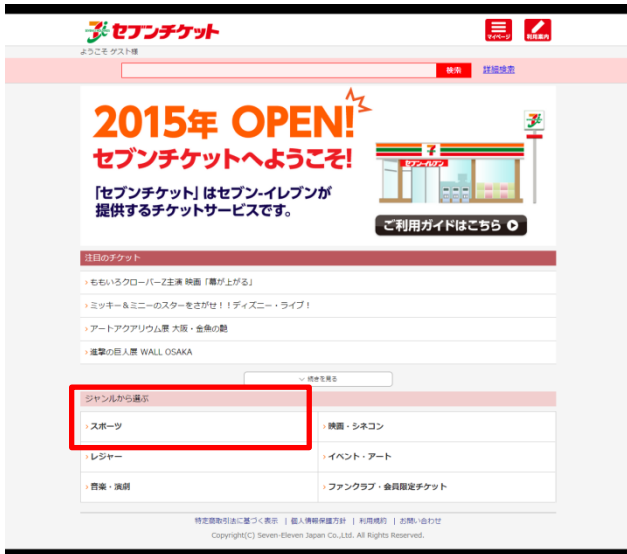 セブンチケット
マイページ
利用案内
ようこそ ゲスト様
検索
詳細検索
2015年 OPEN!
セブンチケットへようこそ!
「セブンチケット」はセブン-イレブンが
提供するチケットサービスです。
ご利用ガイドはこちら
注目のチケット
ももいろクローバーZ主演 映画「幕が上がる」
ミッキー&ミニーのスターをさがせ!!ディズニー・ライブ!
アートアクアリウム展 大阪・金魚の艶
進撃の巨人展 WALL OSAKA
続きを見る
ジャンルから選ぶ
スポーツ
映画・シネコン
レジャー
イベント・アート
音楽・演劇
ファンクラブ・会員限定チケット
特定商取引法に基づく表示 | 個人情報保護方針 | 利用規約 | お問い合わせ
Copyright(C) Seven-Eleven Japan Co.,Ltd. All Rights Reserved.